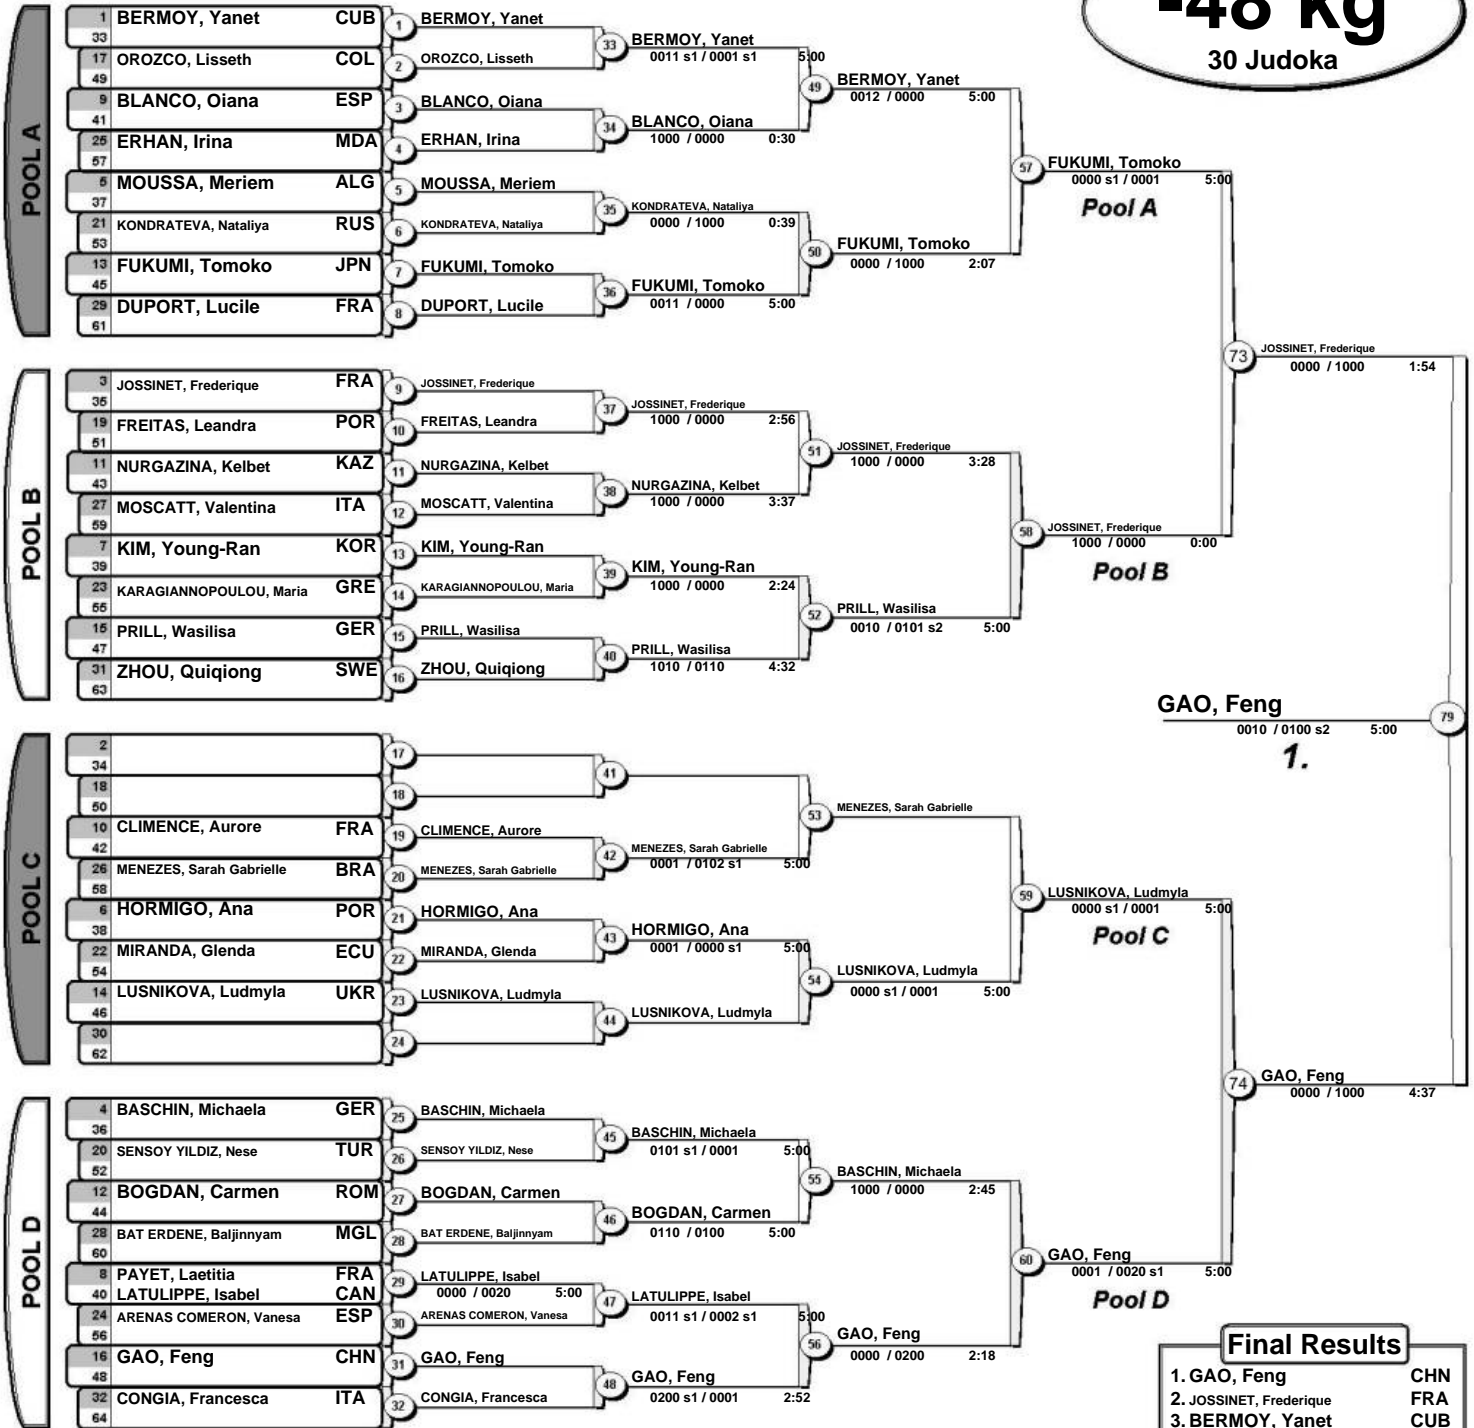 -48 kg
30 Judoka
POOL A
1 BERMOY, Yanet CUB
33
17 OROZCO, Lisseth COL
49
9 BLANCO, Oiana ESP
41
25 ERHAN, Irina MDA
57
5 MOUSSA, Meriem ALG
37
21 KONDRATEVA, Nataliya RUS
53
13 FUKUMI, Tomoko JPN
45
29 DUPORT, Lucile FRA
61
1 BERMOY, Yanet
2 OROZCO, Lisseth
3 BLANCO, Oiana
4 ERHAN, Irina
5 MOUSSA, Meriem
6 KONDRATEVA, Nataliya
7 FUKUMI, Tomoko
8 DUPORT, Lucile
33 BERMOY, Yanet
0011 s1 / 0001 s1 5:00
34 BLANCO, Oiana
1000 / 0000 0:30
35 KONDRATEVA, Nataliya
0000 / 1000 0:39
36 FUKUMI, Tomoko
0011 / 0000 5:00
49 BERMOY, Yanet
0012 / 0000 5:00
50 FUKUMI, Tomoko
0000 / 1000 2:07
57 FUKUMI, Tomoko
0000 s1 / 0001 5:00
Pool A
POOL B
3 JOSSINET, Frederique FRA
35
19 FREITAS, Leandra POR
51
11 NURGAZINA, Kelbet KAZ
43
27 MOSCATT, Valentina ITA
59
7 KIM, Young-Ran KOR
39
23 KARAGIANNOPOULOU, Maria GRE
55
15 PRILL, Wasilisa GER
47
31 ZHOU, Quiqiong SWE
63
9 JOSSINET, Frederique
10 FREITAS, Leandra
11 NURGAZINA, Kelbet
12 MOSCATT, Valentina
13 KIM, Young-Ran
14 KARAGIANNOPOULOU, Maria
15 PRILL, Wasilisa
16 ZHOU, Quiqiong
37 JOSSINET, Frederique
1000 / 0000 2:56
38 NURGAZINA, Kelbet
1000 / 0000 3:37
39 KIM, Young-Ran
1000 / 0000 2:24
40 PRILL, Wasilisa
1010 / 0110 4:32
51 JOSSINET, Frederique
1000 / 0000 3:28
52 PRILL, Wasilisa
0010 / 0101 s2 5:00
58 JOSSINET, Frederique
1000 / 0000 0:00
Pool B
73 JOSSINET, Frederique
0000 / 1000 1:54
GAO, Feng
79
0010 / 0100 s2 5:00
1.
POOL C
2
34
18
50
10 CLIMENCE, Aurore FRA
42
26 MENEZES, Sarah Gabrielle BRA
58
6 HORMIGO, Ana POR
38
22 MIRANDA, Glenda ECU
54
14 LUSNIKOVA, Ludmyla UKR
46
30
62
17
18
19 CLIMENCE, Aurore
20 MENEZES, Sarah Gabrielle
21 HORMIGO, Ana
22 MIRANDA, Glenda
23 LUSNIKOVA, Ludmyla
24
41
42 MENEZES, Sarah Gabrielle
0001 / 0102 s1 5:00
43 HORMIGO, Ana
0001 / 0000 s1 5:00
44 LUSNIKOVA, Ludmyla
53 MENEZES, Sarah Gabrielle
54 LUSNIKOVA, Ludmyla
0000 s1 / 0001 5:00
59 LUSNIKOVA, Ludmyla
0000 s1 / 0001 5:00
Pool C
POOL D
4 BASCHIN, Michaela GER
36
20 SENSOY YILDIZ, Nese TUR
52
12 BOGDAN, Carmen ROM
44
28 BAT ERDENE, Baljinnyam MGL
60
8 PAYET, Laetitia FRA
40 LATULIPPE, Isabel CAN
24 ARENAS COMERON, Vanesa ESP
56
16 GAO, Feng CHN
48
32 CONGIA, Francesca ITA
64
25 BASCHIN, Michaela
26 SENSOY YILDIZ, Nese
27 BOGDAN, Carmen
28 BAT ERDENE, Baljinnyam
29 LATULIPPE, Isabel
0000 / 0020 5:00
30 ARENAS COMERON, Vanesa
31 GAO, Feng
32 CONGIA, Francesca
45 BASCHIN, Michaela
0101 s1 / 0001 5:00
46 BOGDAN, Carmen
0110 / 0100 5:00
47 LATULIPPE, Isabel
0011 s1 / 0002 s1 5:00
48 GAO, Feng
0200 s1 / 0001 2:52
55 BASCHIN, Michaela
1000 / 0000 2:45
56 GAO, Feng
0000 / 0200 2:18
60 GAO, Feng
0001 / 0020 s1 5:00
Pool D
74 GAO, Feng
0000 / 1000 4:37
Final Results
1. GAO, Feng CHN
2. JOSSINET, Frederique FRA
3. BERMOY, Yanet CUB